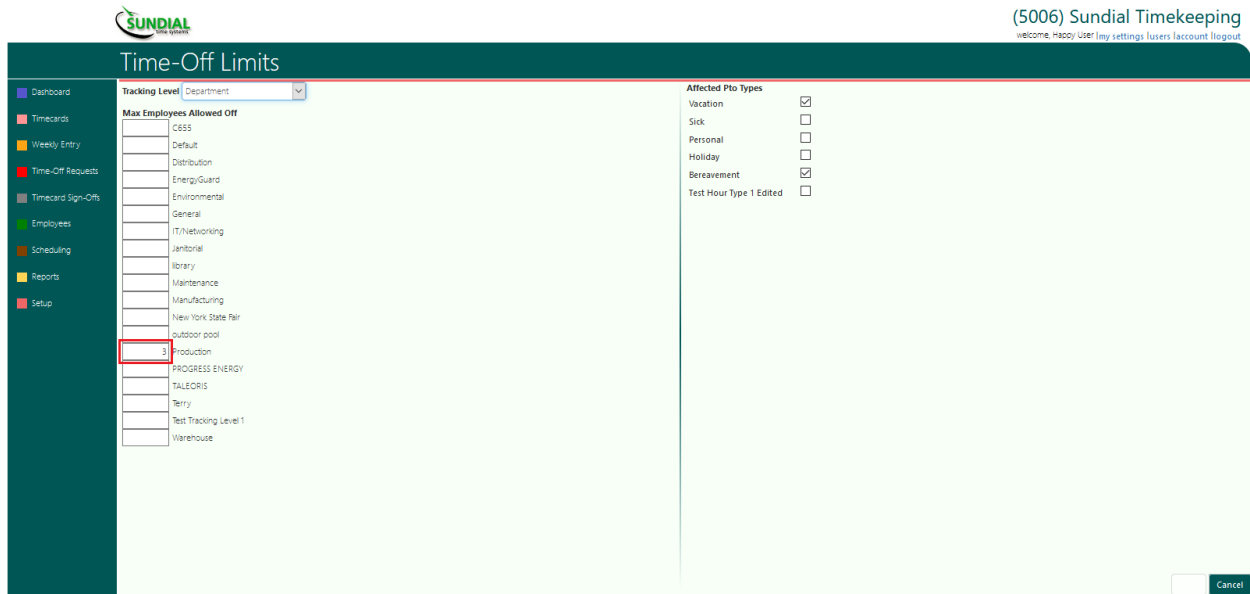 SUNDIAL
time systems
(5006) Sundial Timekeeping
welcome, Happy User |my settings |users |account |logout
Time-Off Limits
Dashboard
Timecards
Weekly Entry
Time-Off Requests
Timecard Sign-Offs
Employees
Scheduling
Reports
Setup
Tracking Level Department
Max Employees Allowed Off
C655
Default
Distribution
EnergyGuard
Environmental
General
IT/Networking
Janitorial
library
Maintenance
Manufacturing
New York State Fair
outdoor pool
3 Production
PROGRESS ENERGY
TALEORIS
Terry
Test Tracking Level 1
Warehouse
Affected Pto Types
Vacation
Sick
Personal
Holiday
Bereavement
Test Hour Type 1 Edited
Cancel